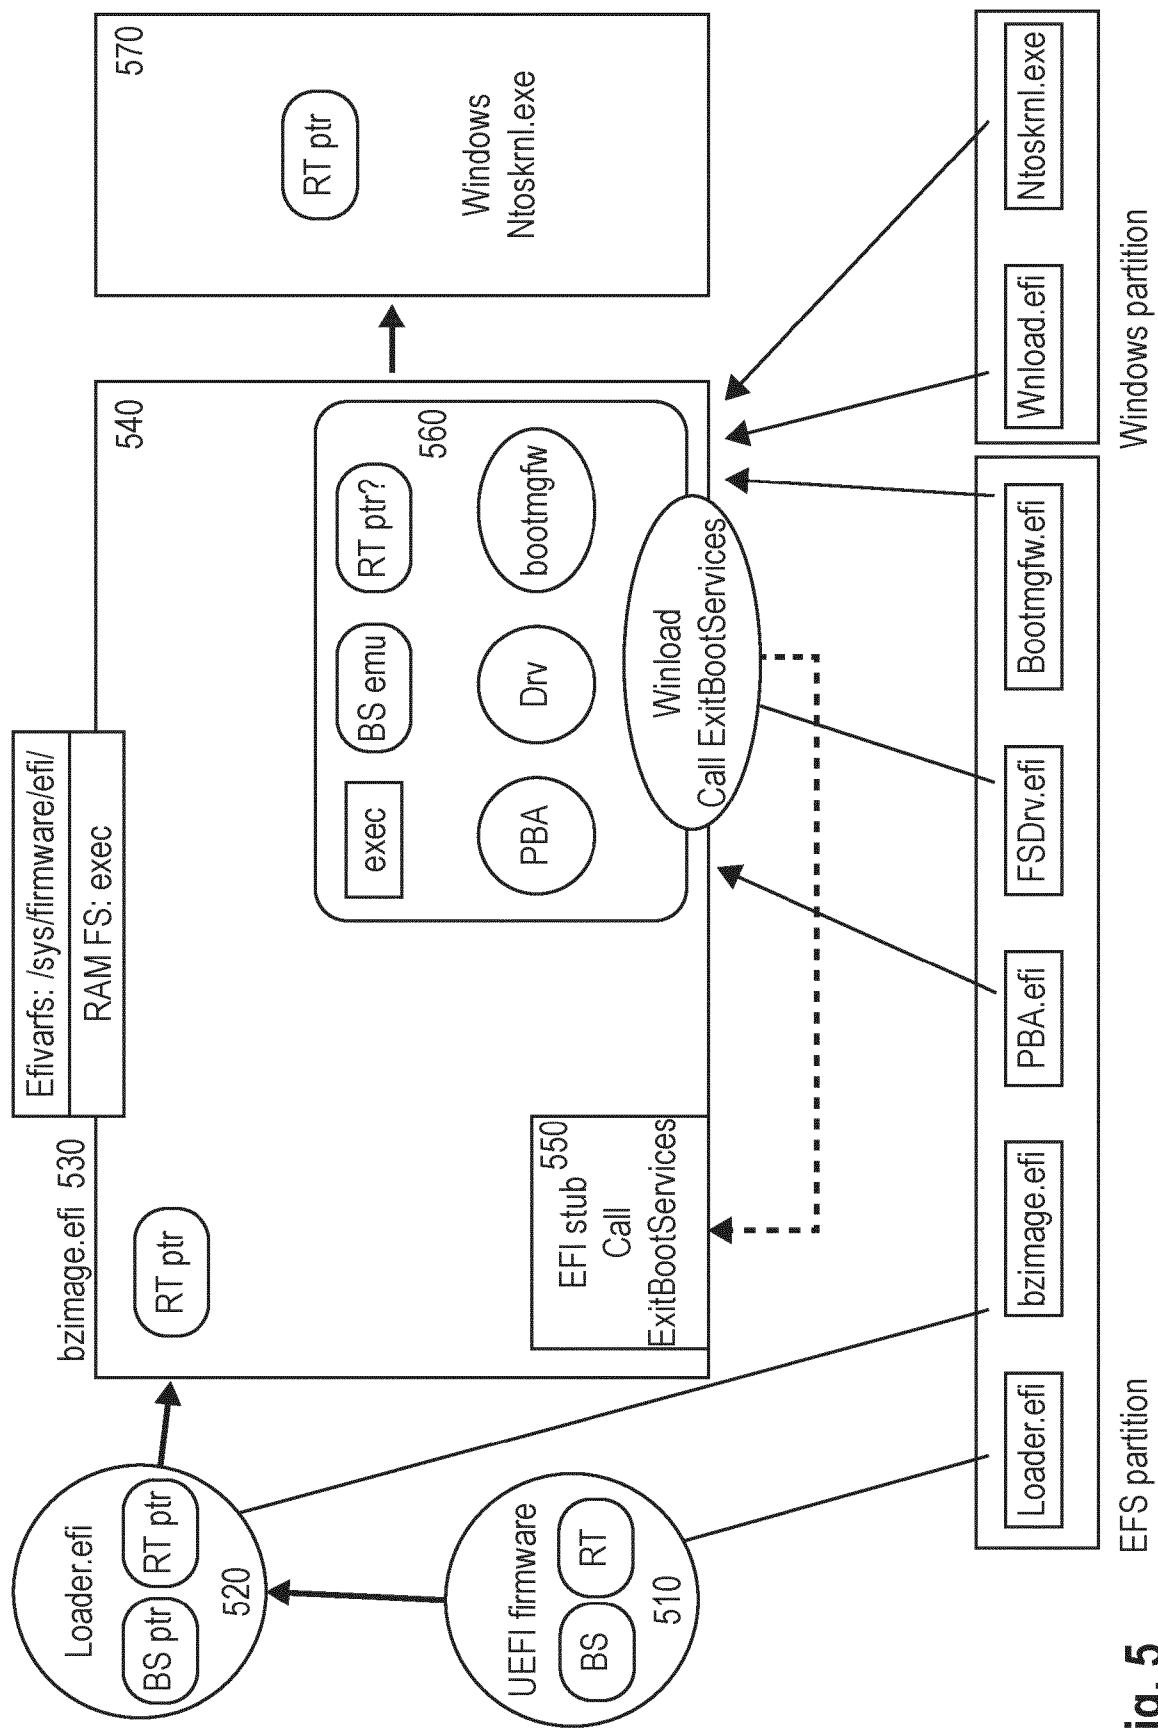 Efivarfs: /sys/firmware/efi/
RAM FS: exec
bzimage.efi 530
Loader.efi
BS ptr
RT ptr
520
UEFI firmware
BS
RT
510
RT ptr
EFI stub 550
Call
ExitBootServices
540
exec
BS emu
RT ptr?
560
PBA
Drv
bootmgfw
Winload
Call ExitBootServices
570
RT ptr
Windows
Ntoskrnl.exe
Loader.efi
bzimage.efi
PBA.efi
FSDrv.efi
Bootmgfw.efi
Wnload.efi
Ntoskrnl.exe
EFS partition
Windows partition
ig. 5